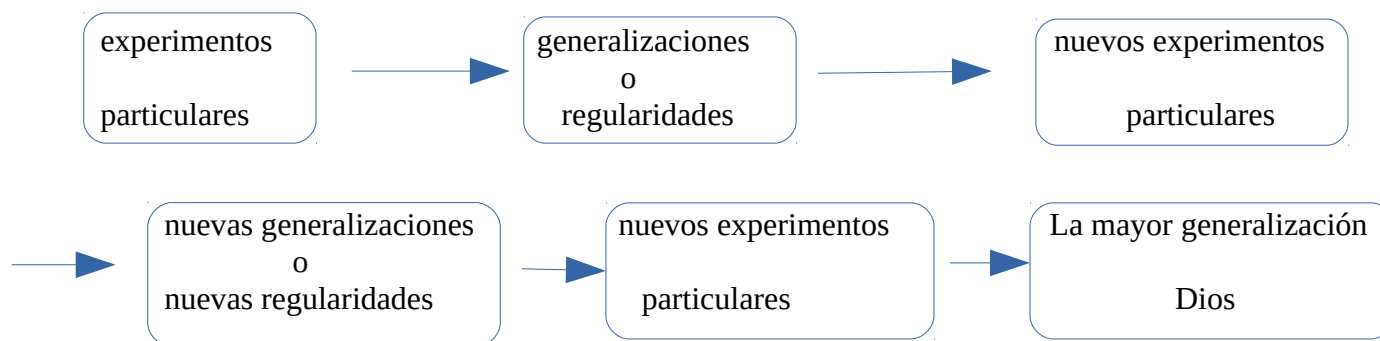 experimentos
particulares
generalizaciones
o
regularidades
nuevos experimentos
particulares
nuevas generalizaciones
o
nuevas regularidades
nuevos experimentos
particulares
La mayor generalización
Dios